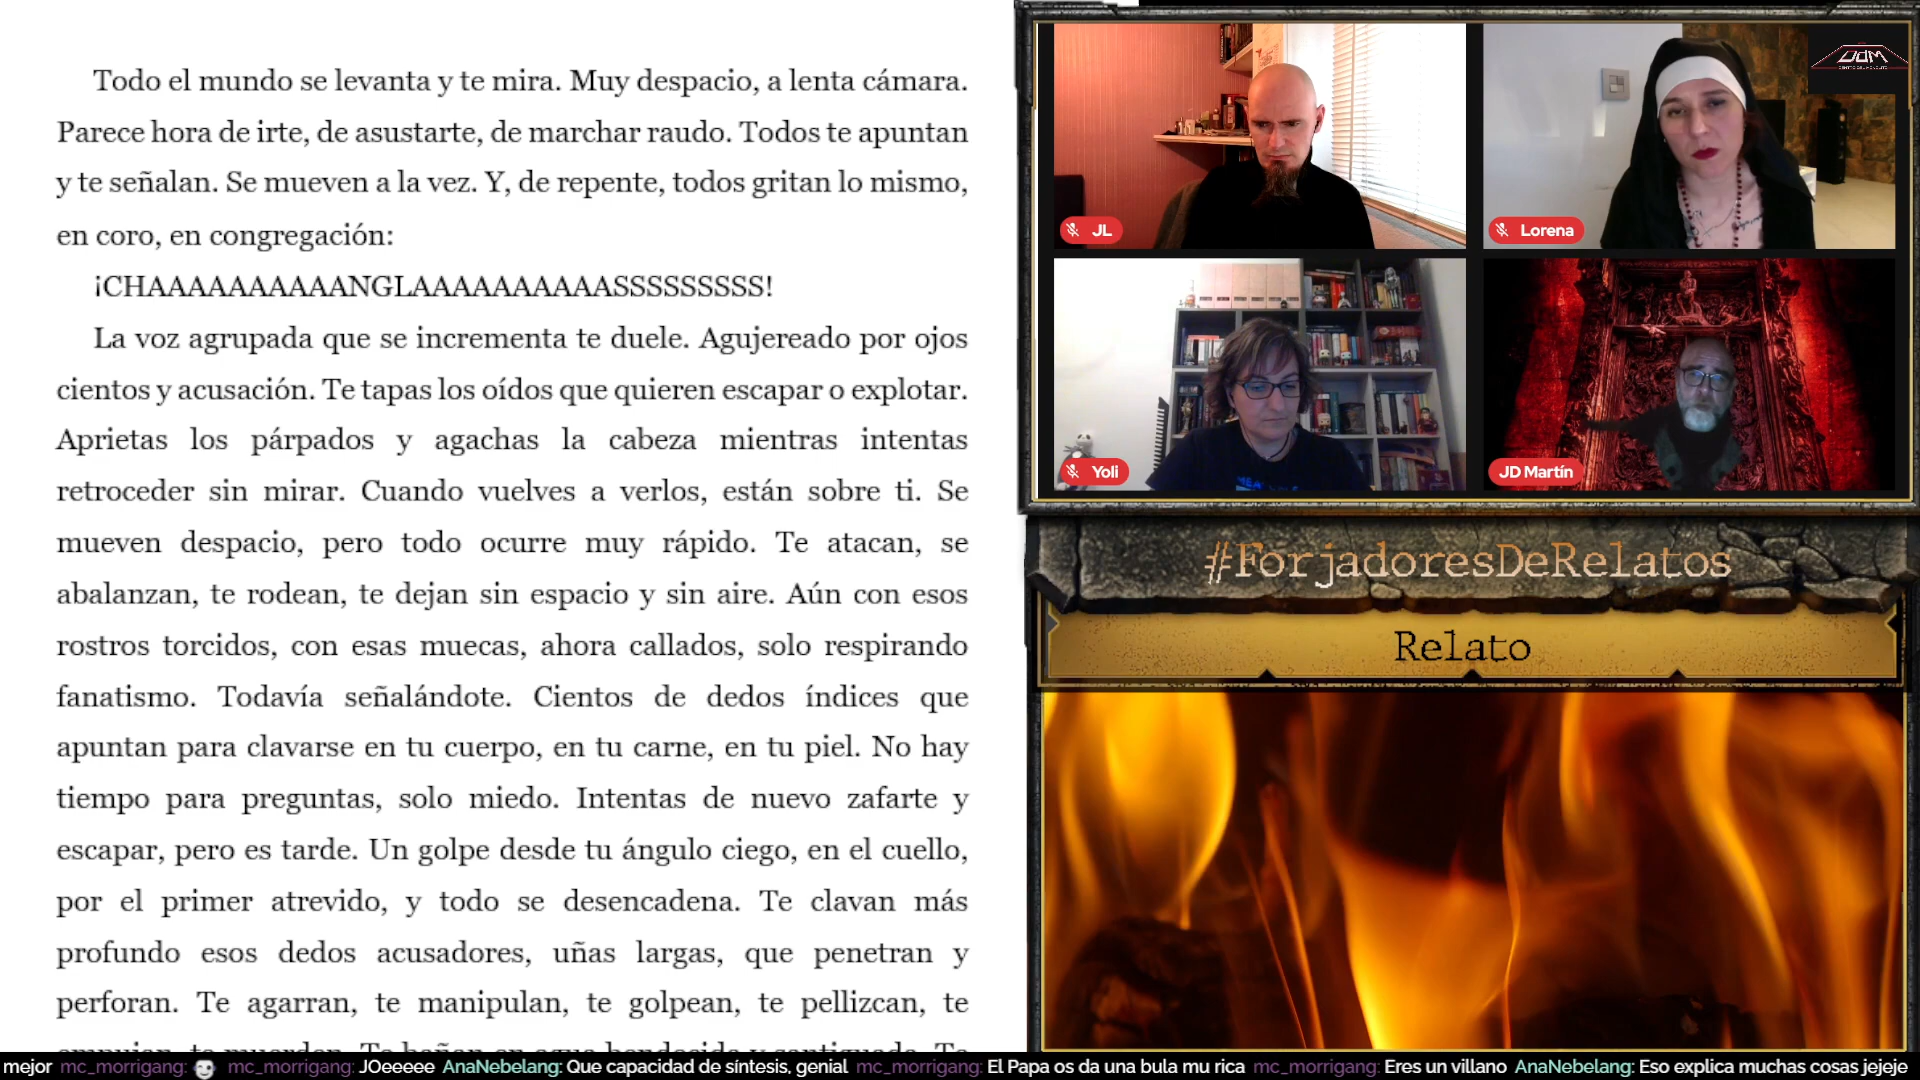 Todo el mundo se levanta y te mira. Muy despacio, a lenta cámara.
Parece hora de irte, de asustarte, de marchar raudo. Todos te apuntan
y te señalan. Se mueven a la vez. Y, de repente, todos gritan lo mismo,
en coro, en congregación:
¡CHAAAAAAAAAANGLAAAAAAAAAASSSSSSSSS!
La voz agrupada que se incrementa te duele. Agujereado por ojos
cientos y acusación. Te tapas los oídos que quieren escapar o explotar.
Aprietas los párpados y agachas la cabeza mientras intentas
retroceder sin mirar. Cuando vuelves a verlos, están sobre ti. Se
mueven despacio, pero todo ocurre muy rápido. Te atacan, se
abalanzan, te rodean, te dejan sin espacio y sin aire. Aún con esos
rostros torcidos, con esas muecas, ahora callados, solo respirando
fanatismo. Todavía señalándote. Cientos de dedos índices que
apuntan para clavarse en tu cuerpo, en tu carne, en tu piel. No hay
tiempo para preguntas, solo miedo. Intentas de nuevo zafarte y
escapar, pero es tarde. Un golpe desde tu ángulo ciego, en el cuello,
por el primer atrevido, y todo se desencadena. Te clavan más
profundo esos dedos acusadores, uñas largas, que penetran y
perforan. Te agarran, te manipulan, te golpean, te pellizcan, te
JL
Lorena
Yoli
JD Martín
#ForjadoresDeRelatos
Relato
mejor mc_morrigang: mc_morrigang: JOeeeee AnaNebelang: Que capacidad de síntesis, genial mc_morrigang: El Papa os da una bula mu rica mc_morrigang: Eres un villano AnaNebelang: Eso explica muchas cosas jejeje